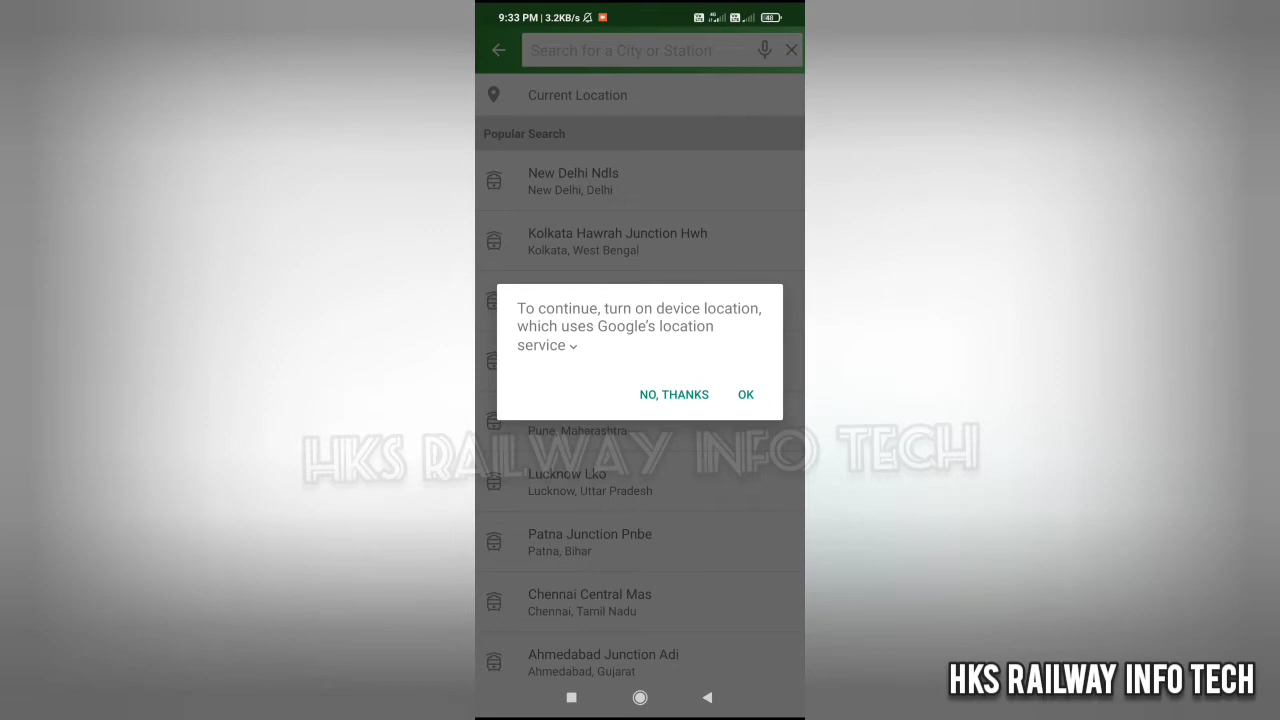 9:33 PM | 3.2KB/s
48
Search for a City or Station
Current Location
Popular Search
New Delhi Ndls
New Delhi, Delhi
Kolkata Hawrah Junction Hwh
Kolkata, West Bengal
To continue, turn on device location,
which uses Google's location
service
NO, THANKS OK
Pune, Maharashtra
HKS RAILWAY INFO TECH
Lucknow Lko
Lucknow, Uttar Pradesh
Patna Junction Pnbe
Patna, Bihar
Chennai Central Mas
Chennai, Tamil Nadu
Ahmedabad Junction Adi
Ahmedabad, Gujarat
HKS RAILWAY INFO TECH